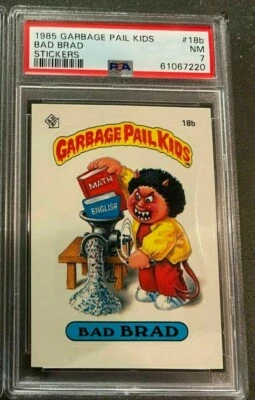 1985 GARBAGE PAIL KIDS #18b
BAD BRAD NM
STICKERS PSA 7
61067220
18b
GARBAGE PAIL KIDS
MATH
ENGLISH
BAD BRAD